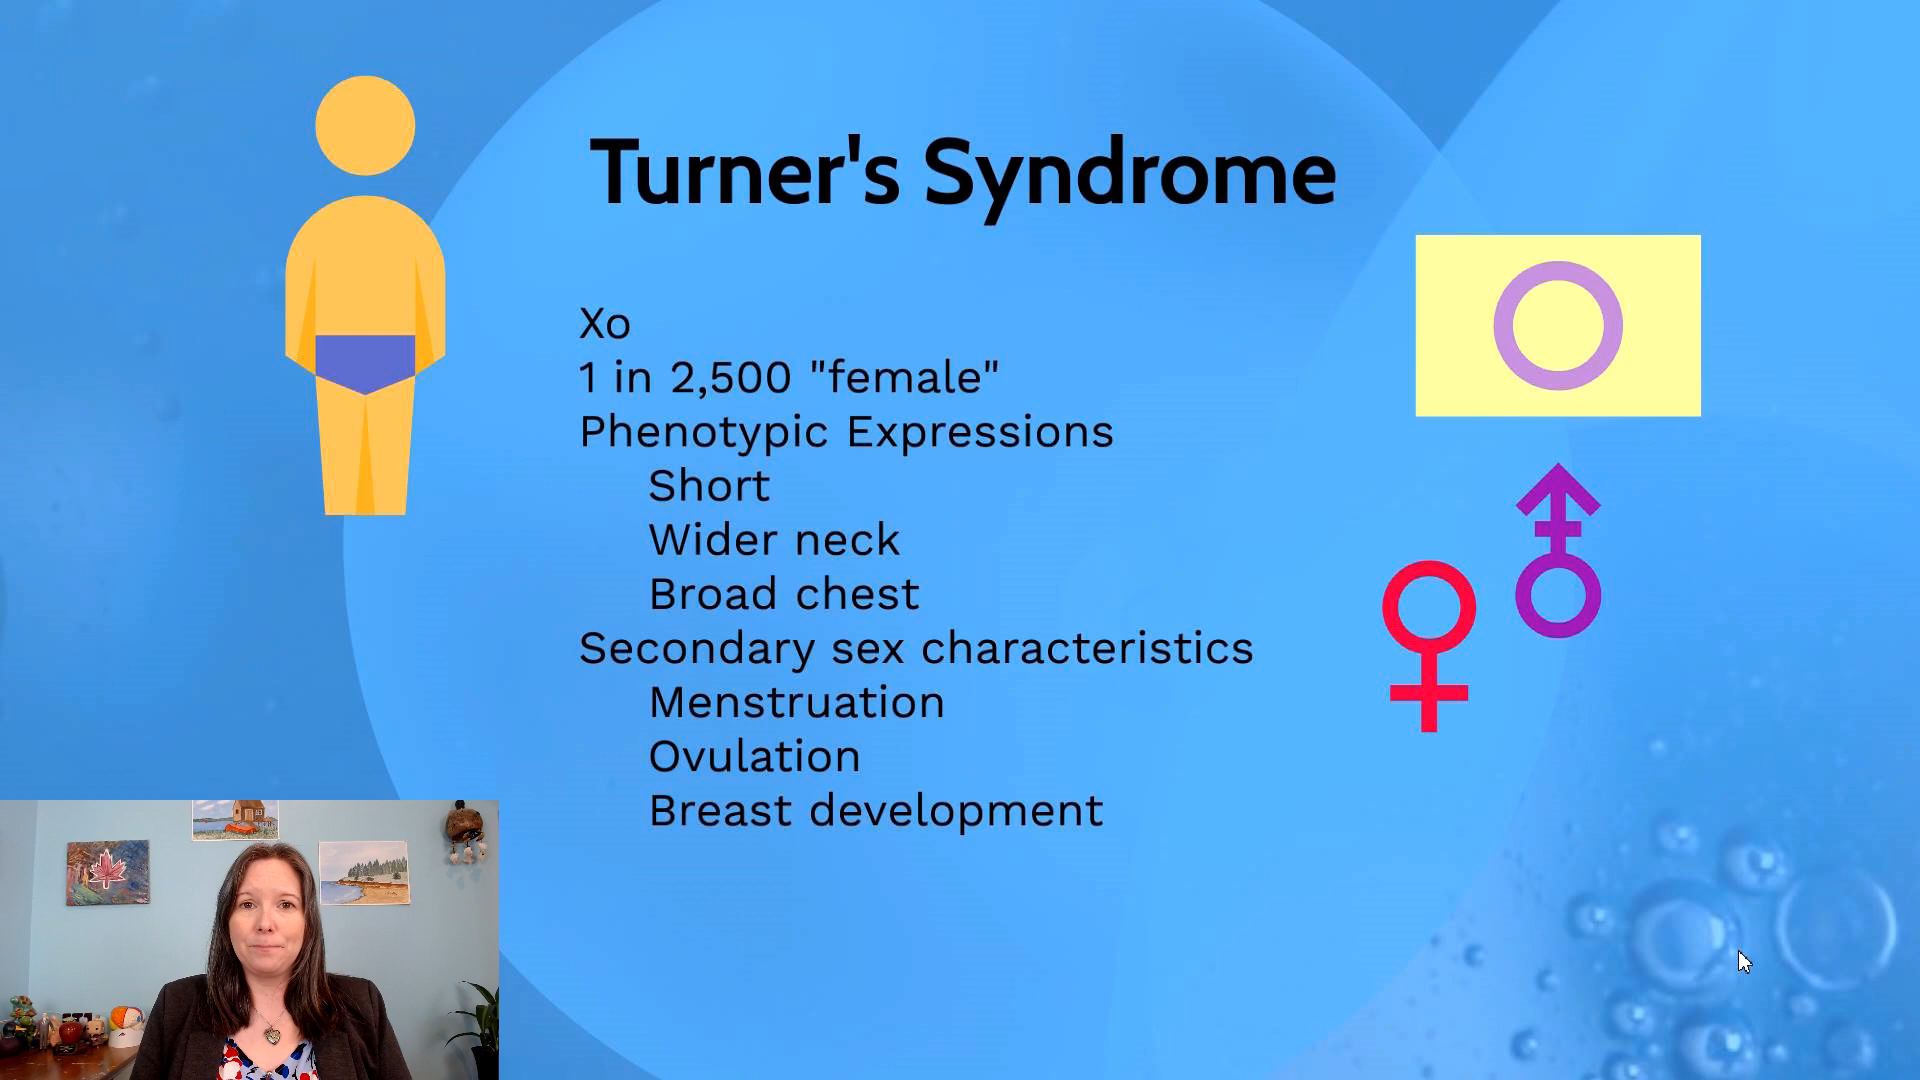 Turner's Syndrome
Xo
1 in 2,500 "female"
Phenotypic Expressions
Short
Wider neck
Broad chest
Secondary sex characteristics
Menstruation
Ovulation
Breast development